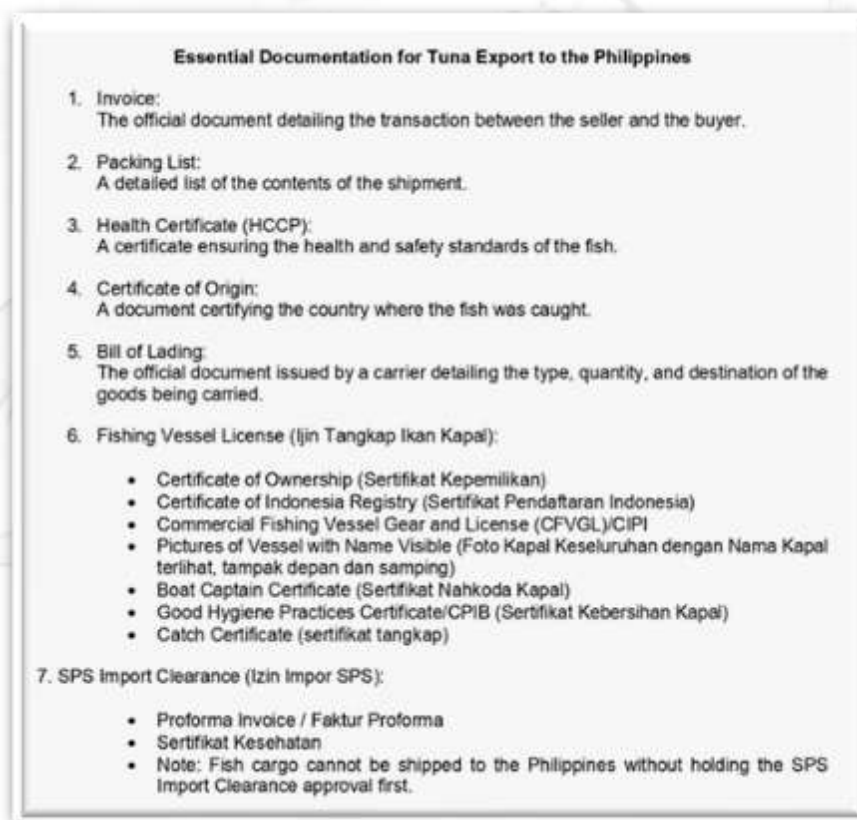 Essential Documentation for Tuna Export to the Philippines
1. Invoice:
The official document detailing the transaction between the seller and the buyer.
2. Packing List:
A detailed list of the contents of the shipment.
3. Health Certificate (HCCP):
A certificate ensuring the health and safety standards of the fish.
4. Certificate of Origin:
A document certifying the country where the fish was caught.
5. Bill of Lading:
The official document issued by a carrier detailing the type, quantity, and destination of the
goods being carried.
6. Fishing Vessel License (Ijin Tangkap Ikan Kapal):
• Certificate of Ownership (Sertifikat Kepemilikan)
• Certificate of Indonesia Registry (Sertifikat Pendaftaran Indonesia)
• Commercial Fishing Vessel Gear and License (CFVGL)/CIPI
• Pictures of Vessel with Name Visible (Foto Kapal Keseluruhan dengan Nama Kapal
terlihat, tampak depan dan samping)
• Boat Captain Certificate (Sertifikat Nahkoda Kapal)
• Good Hygiene Practices Certificate/CPIB (Sertifikat Kebersihan Kapal)
• Catch Certificate (sertifikat tangkap)
7. SPS Import Clearance (Izin Impor SPS):
• Proforma Invoice / Faktur Proforma
• Sertifikat Kesehatan
• Note: Fish cargo cannot be shipped to the Philippines without holding the SPS
Import Clearance approval first.